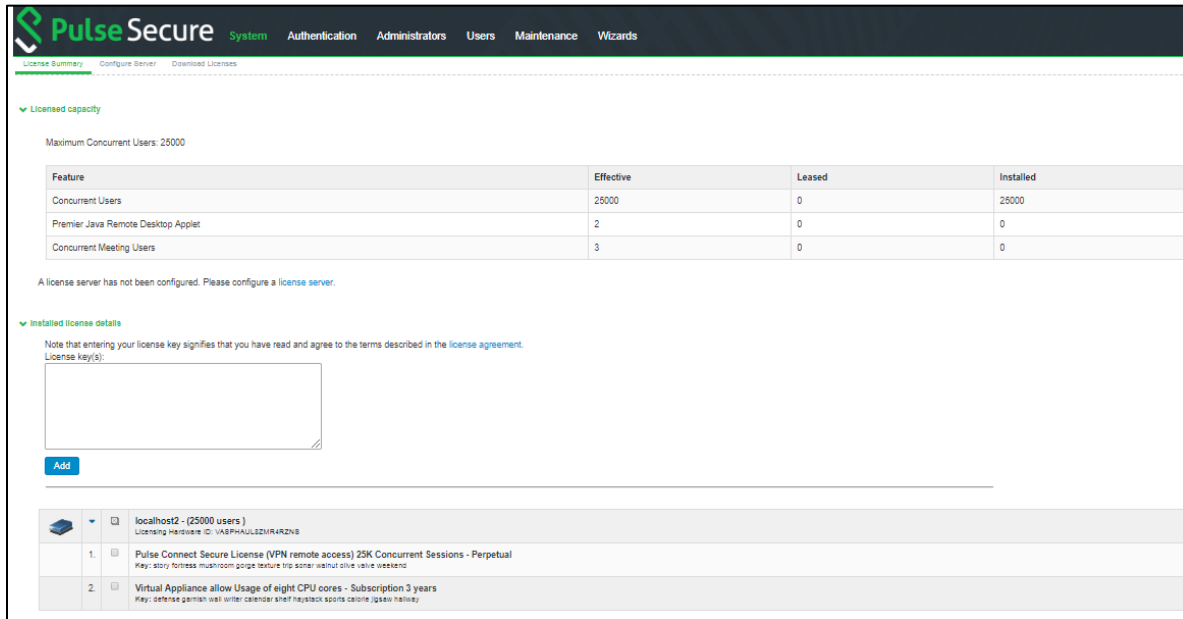 Pulse Secure System Authentication Administrators Users Maintenance Wizards
License Summary Configure Server Download Licenses
Licensed capacity
Maximum Concurrent Users: 25000
Feature Effective Leased Installed
Concurrent Users 25000 0 25000
Premier Java Remote Desktop Applet 2 0 0
Concurrent Meeting Users 3 0 0
A license server has not been configured. Please configure a license server.
Installed license details
Note that entering your license key signifies that you have read and agree to the terms described in the license agreement.
License key(s):
Add
localhost2 - (25000 users )
Licensing Hardware ID:
1. Pulse Connect Secure License (VPN remote access) 25K Concurrent Sessions - Perpetual
Key: story fortress mushroom gorge texture trip sonar walnut olive valve weekend
2. Virtual Appliance allow Usage of eight CPU cores - Subscription 3 years
Key: defense garnish wall writer calendar shelf haystack sports calorie jigsaw hallway